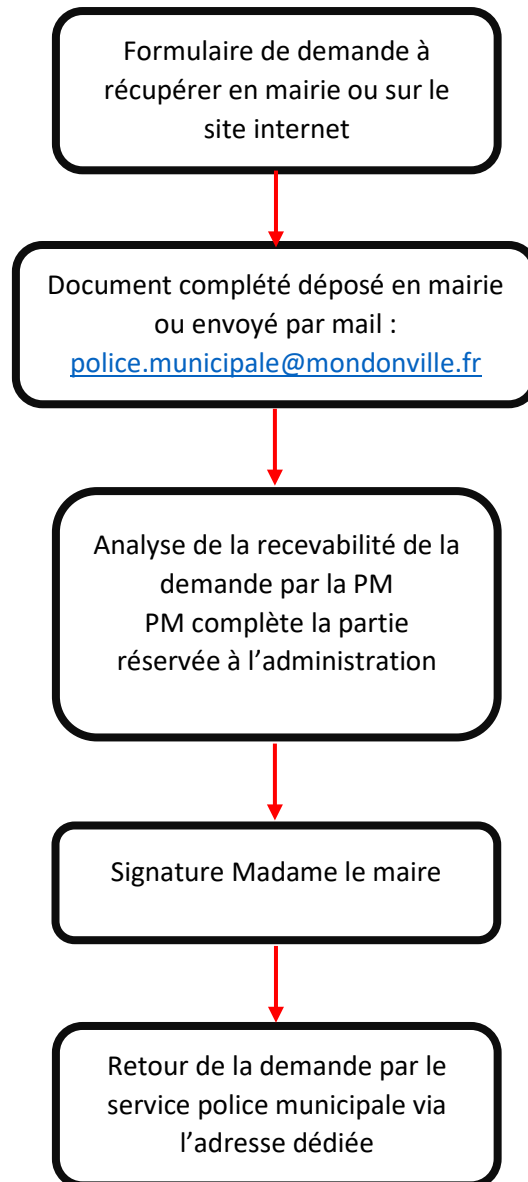 Formulaire de demande à
récupérer en mairie ou sur le
site internet
Document complété déposé en mairie
ou envoyé par mail :
police.municipale@mondonville.fr
Analyse de la recevabilité de la
demande par la PM
PM complète la partie
réservée à l’administration
Signature Madame le maire
Retour de la demande par le
service police municipale via
l’adresse dédiée